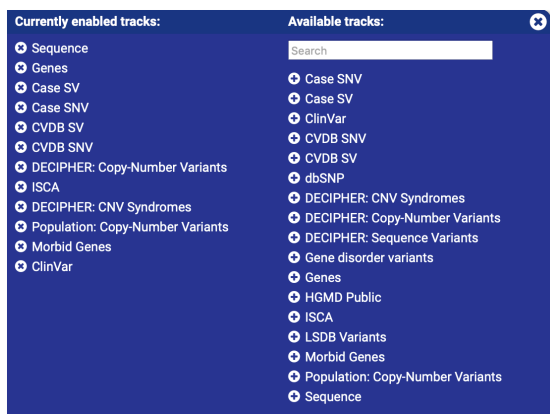 Currently enabled tracks:
Sequence
Genes
Case SV
Case SNV
CVDB SV
CVDB SNV
DECIPHER: Copy-Number Variants
ISCA
DECIPHER: CNV Syndromes
Population: Copy-Number Variants
Morbid Genes
ClinVar
Available tracks:
Search
Case SNV
Case SV
ClinVar
CVDB SNV
CVDB SV
dbSNP
DECIPHER: CNV Syndromes
DECIPHER: Copy-Number Variants
DECIPHER: Sequence Variants
Gene disorder variants
Genes
HGMD Public
ISCA
LSDB Variants
Morbid Genes
Population: Copy-Number Variants
Sequence